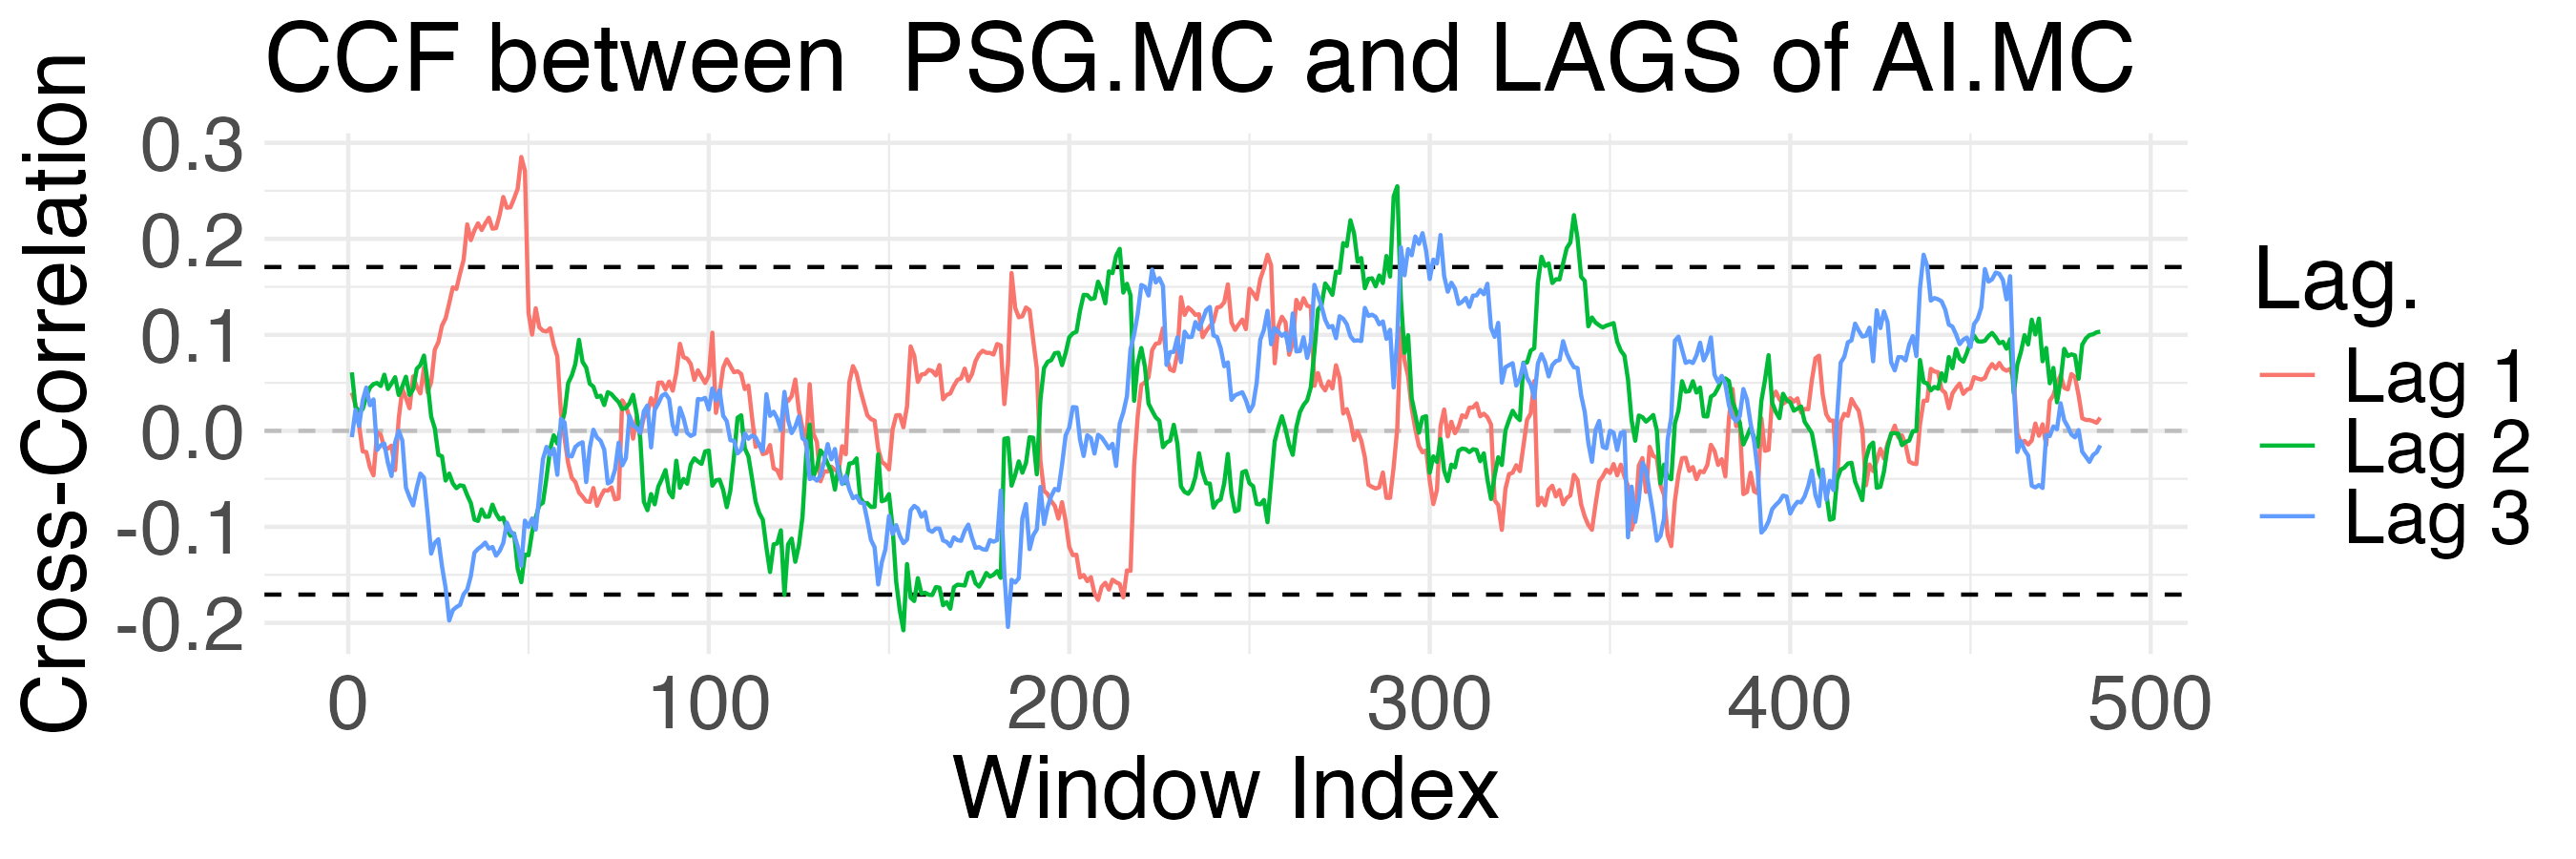 CCF between  PSG.MC and LAGS of AI.MC
Cross-Correlation
0.3
0.2
0.1
0.0
-0.1
-0.2
0 100 200 300 400 500
Window Index
Lag.
Lag 1
Lag 2
Lag 3